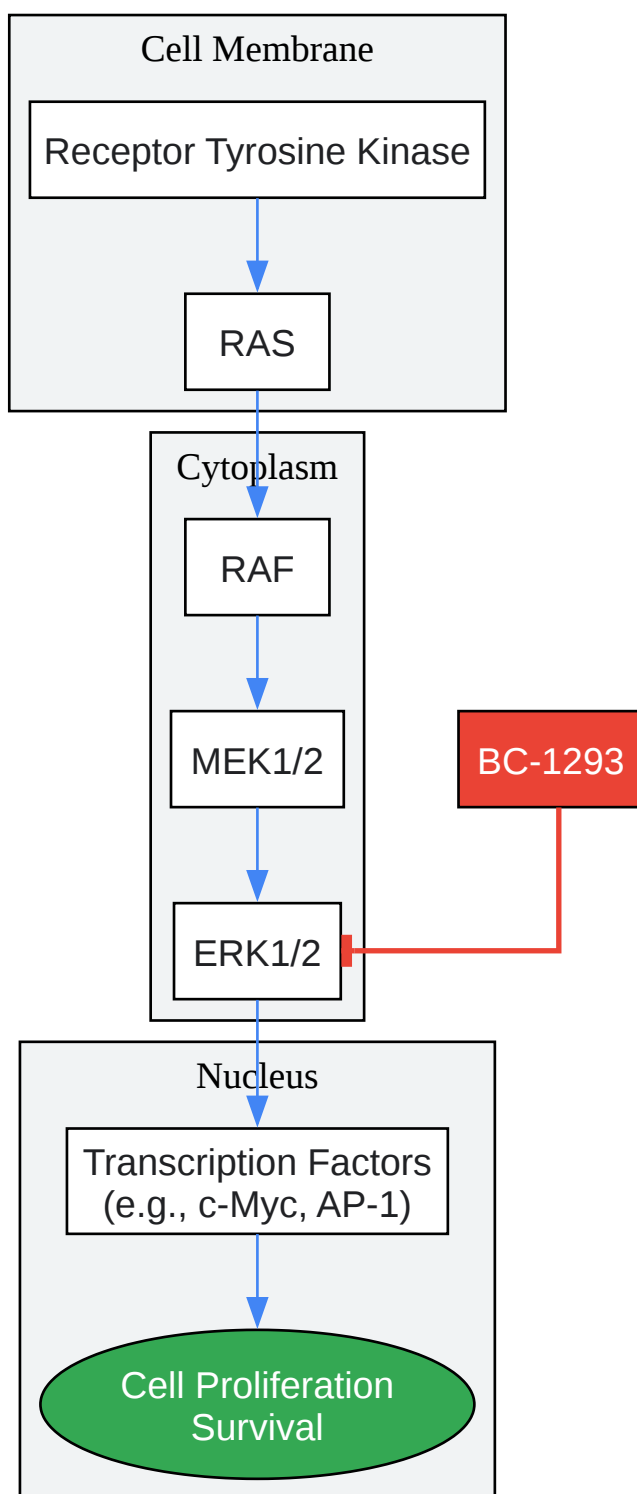 Cell Membrane
Receptor Tyrosine Kinase
RAS
Cytoplasm
RAF
MEK1/2
BC-1293
ERK1/2
Nucleus
Transcription Factors
(e.g., c-Myc, AP-1)
Cell Proliferation
Survival